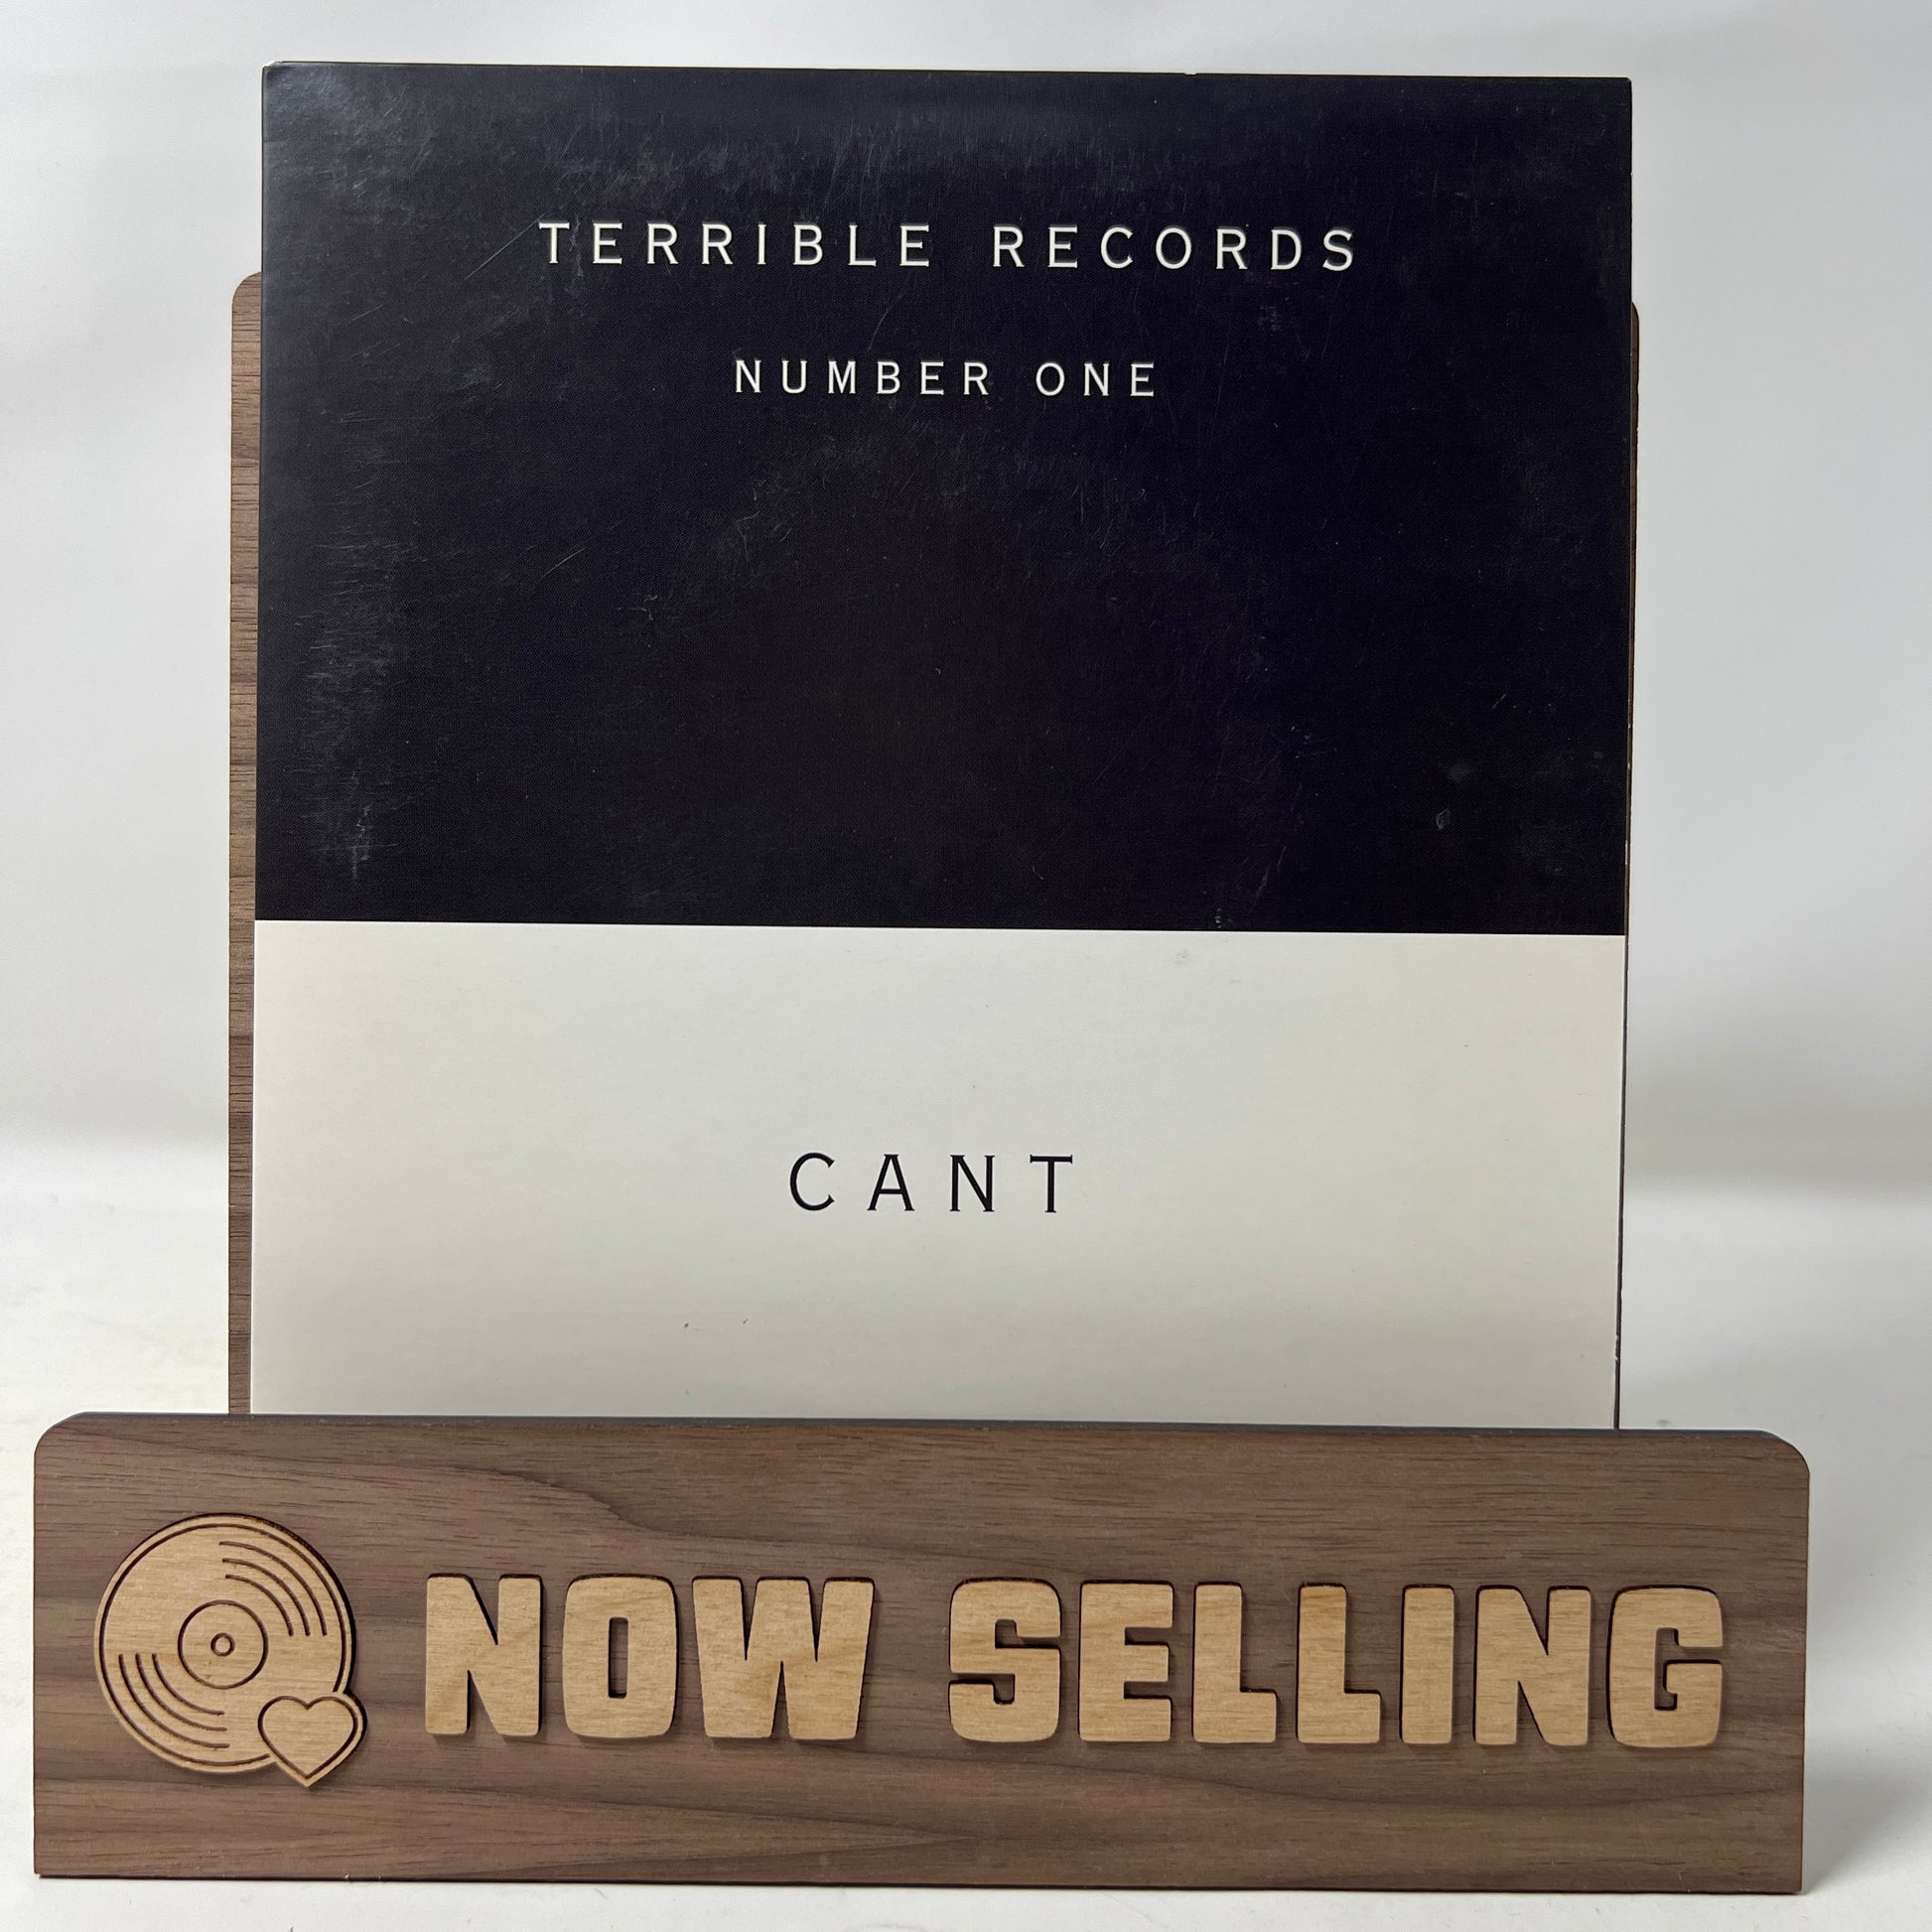 TERRIBLE RECORDS
NUMBER ONE
CANT
NOW SELLING